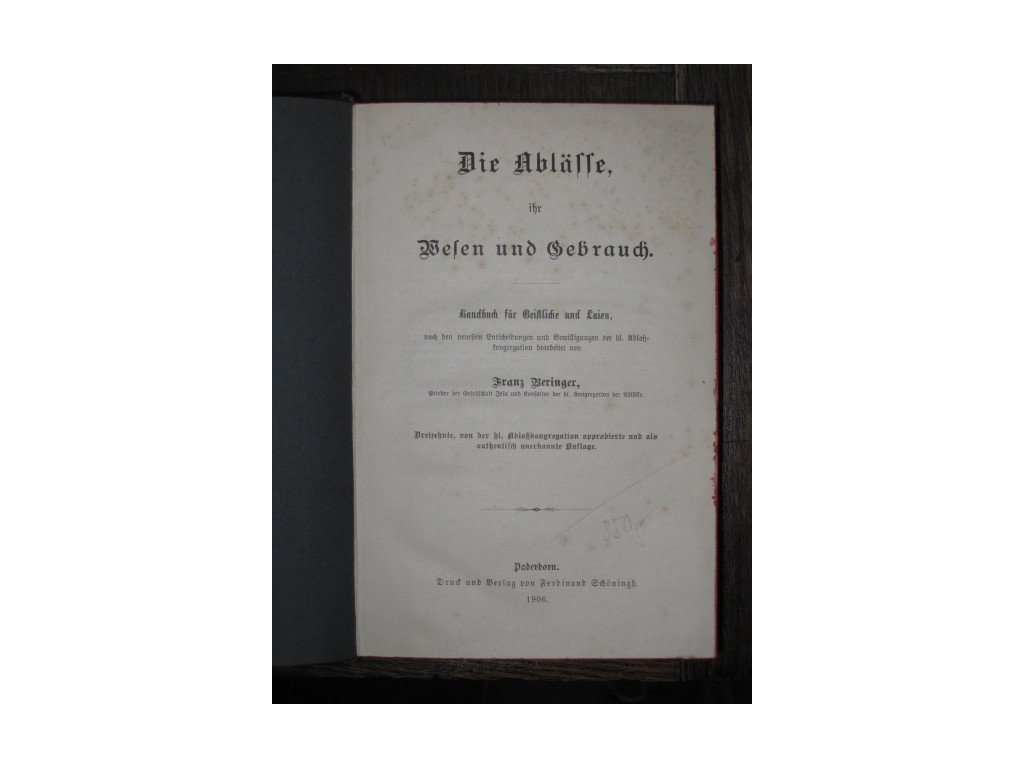 Die Ablässe,
ihr
Wesen und Gebrauch.
Handbuch für Geistliche und Laien,
nach den neuesten Entscheidungen und Bewilligungen der hl. Ablaß-
kongregation bearbeitet von
Franz Beringer,
Priester der Gesellschaft Jesu und Konsultor der hl. Kongregation der Ablässe.
Dreizehnte, von der hl. Ablaßkongregation approbierte und als
authentisch anerkannte Auflage.
850,-
Paderborn.
Druck und Verlag von Ferdinand Schöningh.
1906.